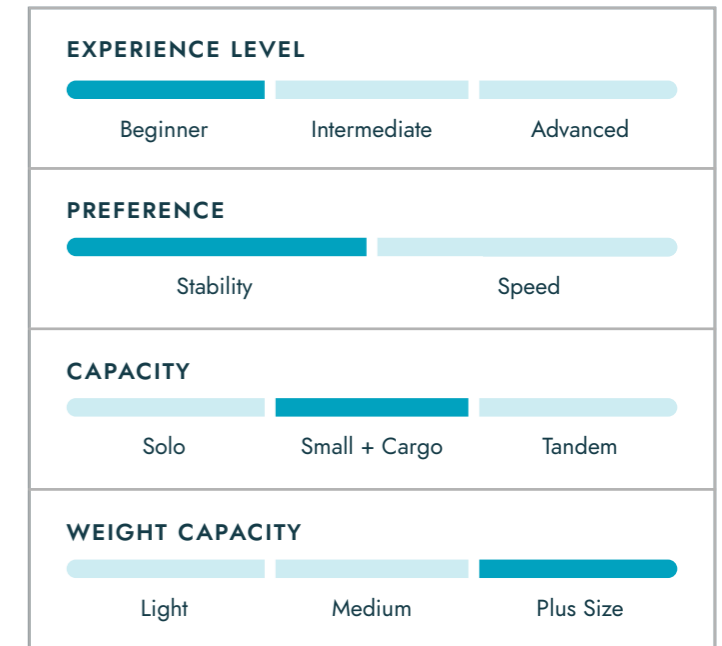 EXPERIENCE LEVEL
Beginner Intermediate Advanced
PREFERENCE
Stability Speed
CAPACITY
Solo Small + Cargo Tandem
WEIGHT CAPACITY
Light Medium Plus Size